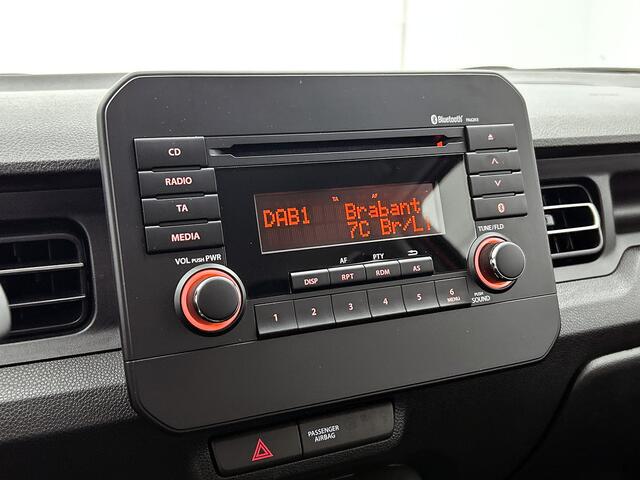 Bluetooth
CD
RADIO
TA
MEDIA
TA AF
DAB1 Brabant
7C Br/L
VOL PUSH PWR
TUNE/FLD
AF PTY
DISP RPT RDM AS
1 2 3 4 5 6
MENU
PUSH
SOUND
PASSENGER
AIRBAG